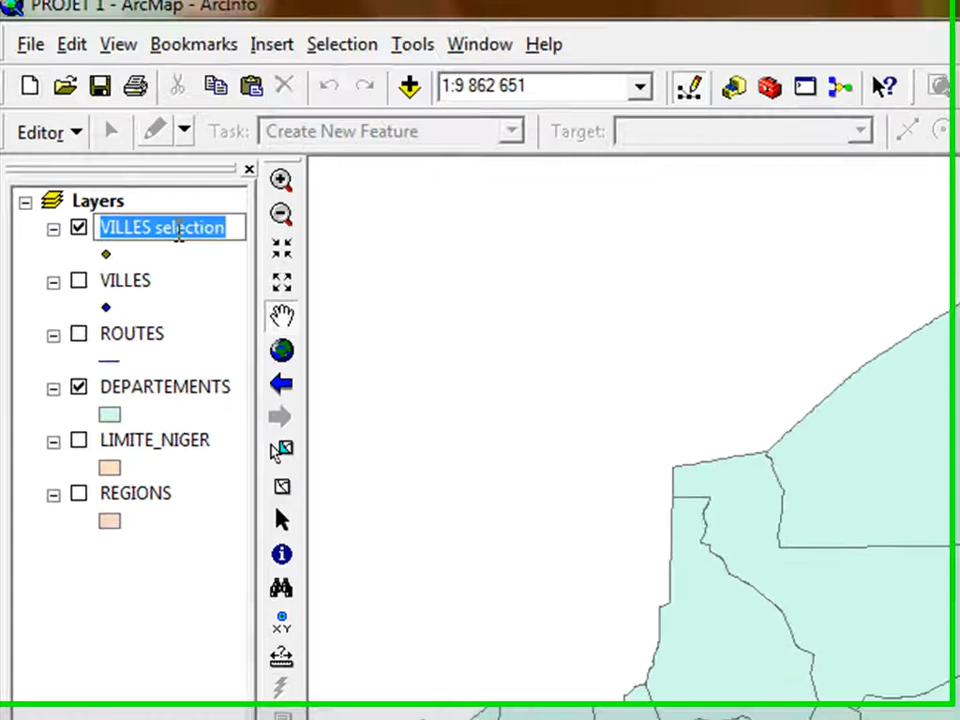 PROJET 1 - ArcMap - ArcInfo
File Edit View Bookmarks Insert Selection Tools Window Help
1:9 862 651
Editor Task: Create New Feature Target:
Layers
VILLES selection
VILLES
ROUTES
DEPARTEMENTS
LIMITE_NIGER
REGIONS
XY